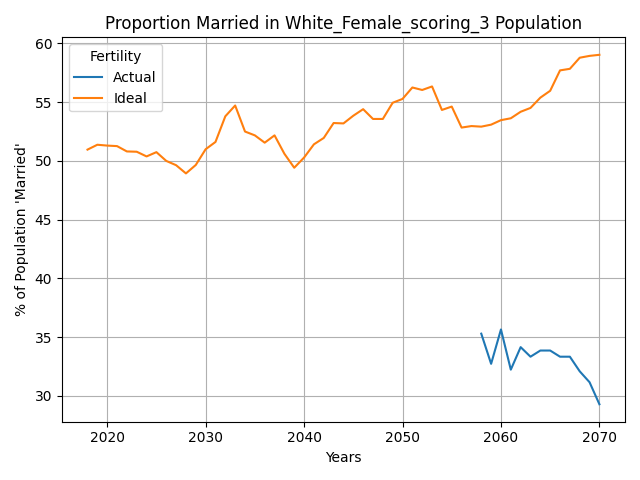 Proportion Married in White_Female_scoring_3 Population
Fertility
Actual
Ideal
% of Population 'Married'
60
55
50
45
40
35
30
2020
2030
2040
2050
2060
2070
Years